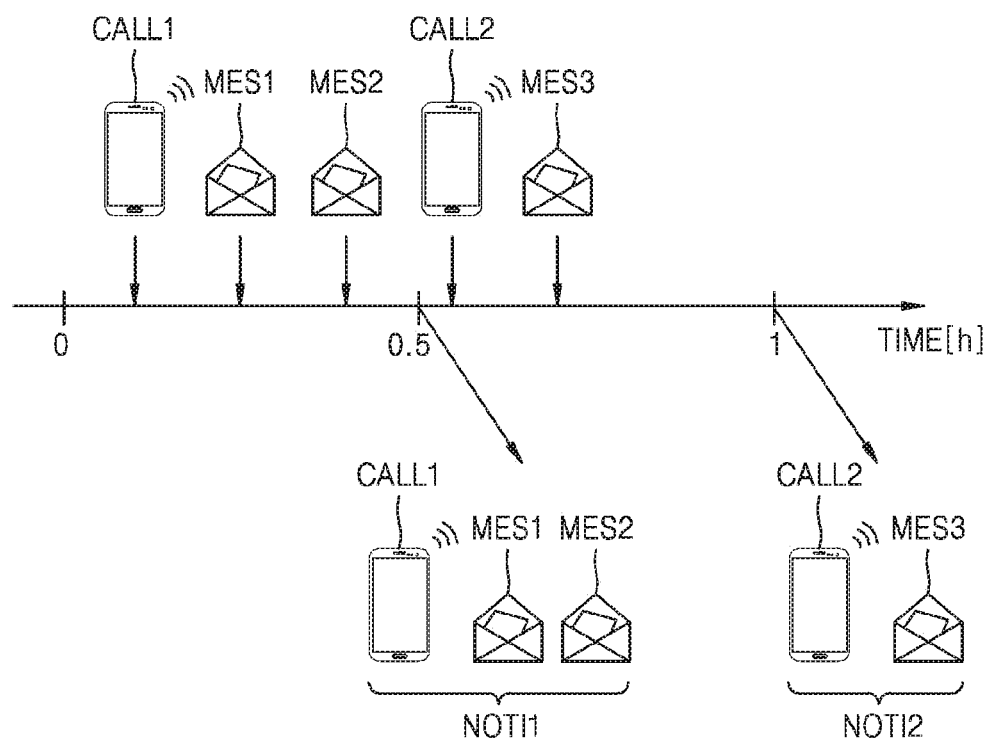 CALL1
CALL2
MES1
MES2
MES3
0
0.5
1
TIME[h]
CALL1
CALL2
MES1
MES2
MES3
NOTI1
NOTI2